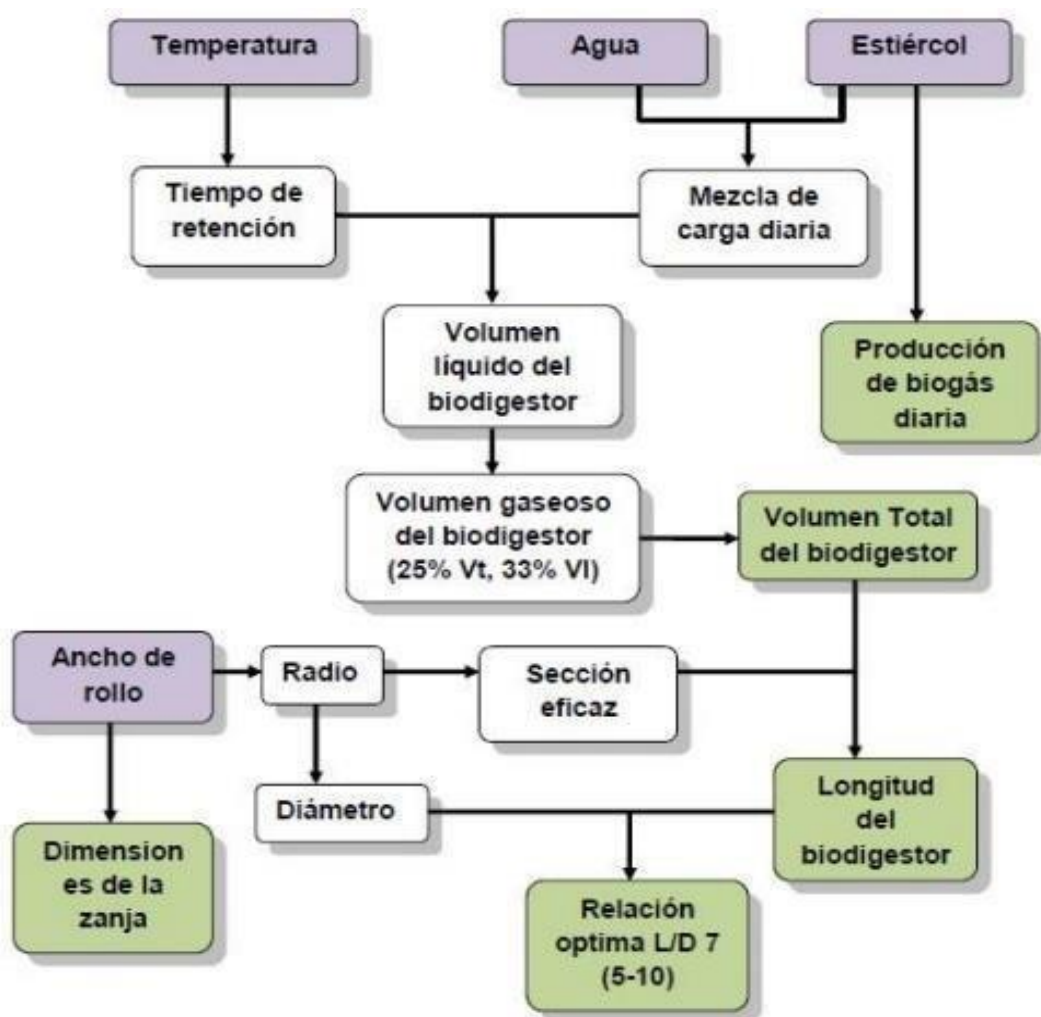 Temperatura
Agua
Estiércol
Tiempo de
retención
Mezcla de
carga diaria
Volumen
líquido del
biodigestor
Producción
de biogás
diaria
Volumen gaseoso
del biodigestor
(25% Vt, 33% Vl)
Volumen Total
del biodigestor
Ancho de
rollo
Radio
Sección
eficaz
Diámetro
Longitud
del
biodigestor
Dimension
es de la
zanja
Relación
optima L/D 7
(5-10)